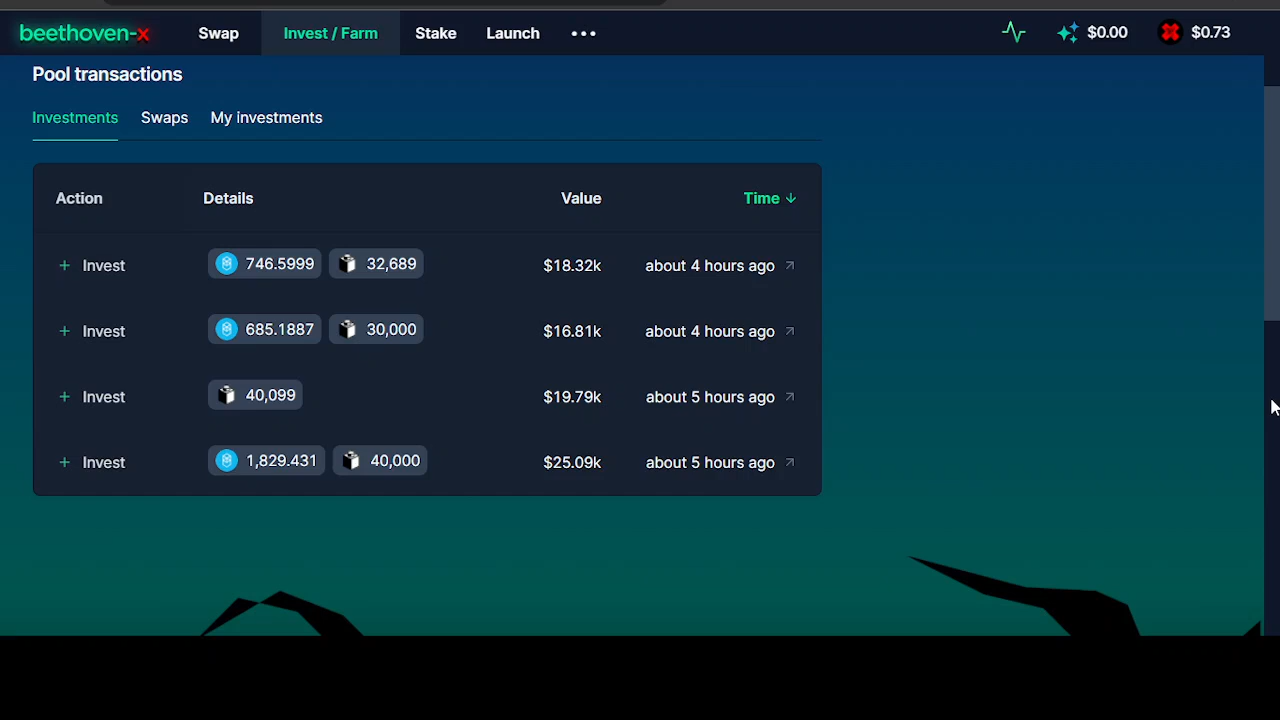 beethoven-x Swap Invest / Farm Stake Launch ••• $0.00 $0.73
Pool transactions
Investments Swaps My investments
Action Details Value Time ↓
+ Invest 746.5999 32,689 $18.32k about 4 hours ago
+ Invest 685.1887 30,000 $16.81k about 4 hours ago
+ Invest 40,099 $19.79k about 5 hours ago
+ Invest 1,829.431 40,000 $25.09k about 5 hours ago